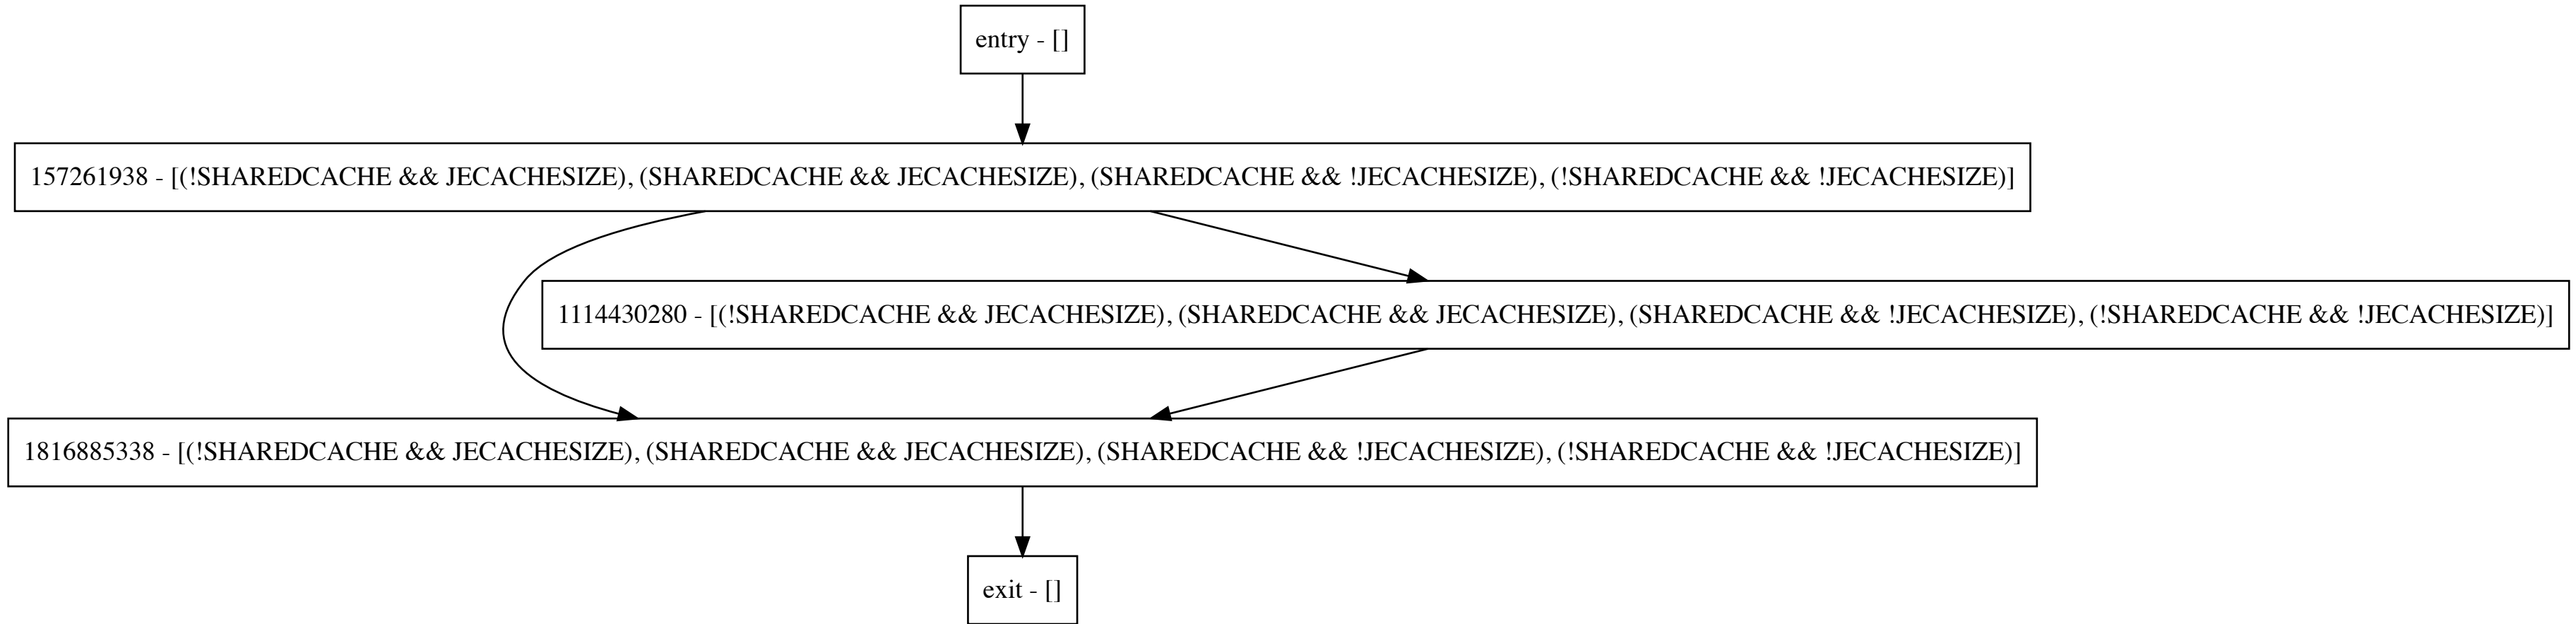 entry - []
157261938 - [(!SHAREDCACHE && JECACHESIZE), (SHAREDCACHE && JECACHESIZE), (SHAREDCACHE && !JECACHESIZE), (!SHAREDCACHE && !JECACHESIZE)]
1114430280 - [(!SHAREDCACHE && JECACHESIZE), (SHAREDCACHE && JECACHESIZE), (SHAREDCACHE && !JECACHESIZE), (!SHAREDCACHE && !JECACHESIZE)]
1816885338 - [(!SHAREDCACHE && JECACHESIZE), (SHAREDCACHE && JECACHESIZE), (SHAREDCACHE && !JECACHESIZE), (!SHAREDCACHE && !JECACHESIZE)]
exit - []